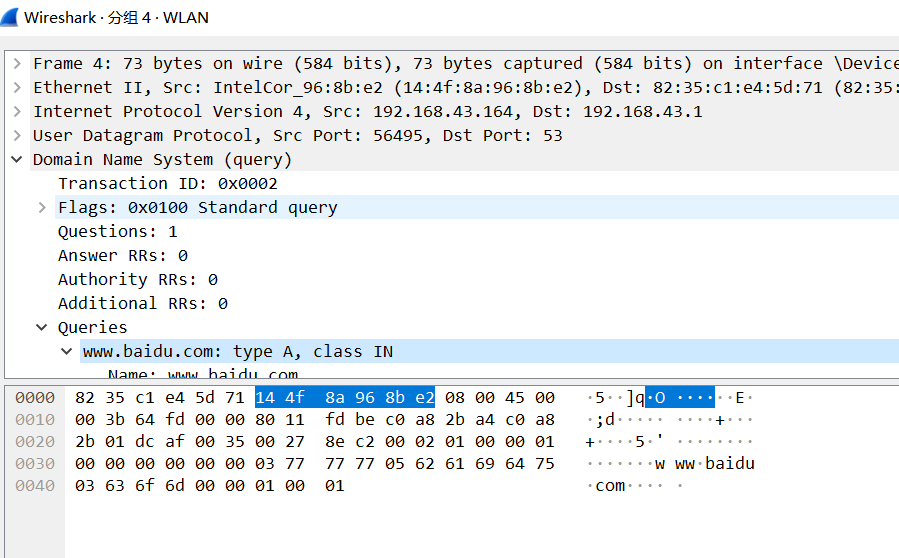 Wireshark · 分组 4 · WLAN
Frame 4: 73 bytes on wire (584 bits), 73 bytes captured (584 bits) on interface \Device
Ethernet II, Src: IntelCor_96:8b:e2 (14:4f:8a:96:8b:e2), Dst: 82:35:c1:e4:5d:71 (82:35:
Internet Protocol Version 4, Src: 192.168.43.164, Dst: 192.168.43.1
User Datagram Protocol, Src Port: 56495, Dst Port: 53
Domain Name System (query)
Transaction ID: 0x0002
Flags: 0x0100 Standard query
Questions: 1
Answer RRs: 0
Authority RRs: 0
Additional RRs: 0
Queries
www.baidu.com: type A, class IN
Name: www.baidu.com
0000 82 35 c1 e4 5d 71 14 4f 8a 96 8b e2 08 00 45 00 ·5··]q·O ······E·
0010 00 3b 64 fd 00 00 80 11 fd be c0 a8 2b a4 c0 a8 ·;d····· ····+···
0020 2b 01 dc af 00 35 00 27 8e c2 00 02 01 00 00 01 +····5·' ········
0030 00 00 00 00 00 00 03 77 77 77 05 62 61 69 64 75 ·······w ww·baidu
0040 03 63 6f 6d 00 00 01 00 01 ·com···· ·